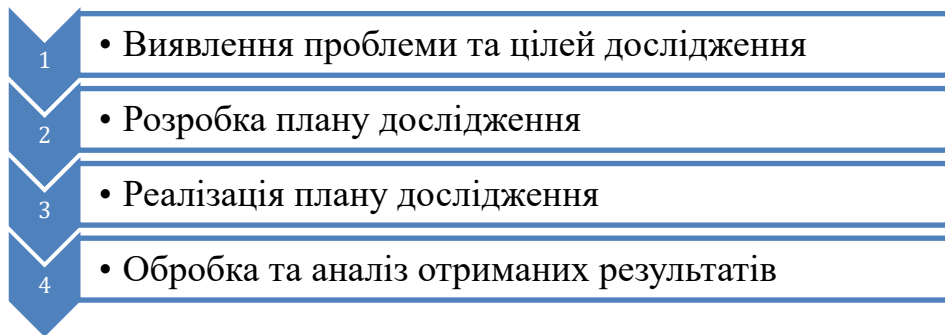 1 • Виявлення проблеми та цілей дослідження
2 • Розробка плану дослідження
3 • Реалізація плану дослідження
4 • Обробка та аналіз отриманих результатів